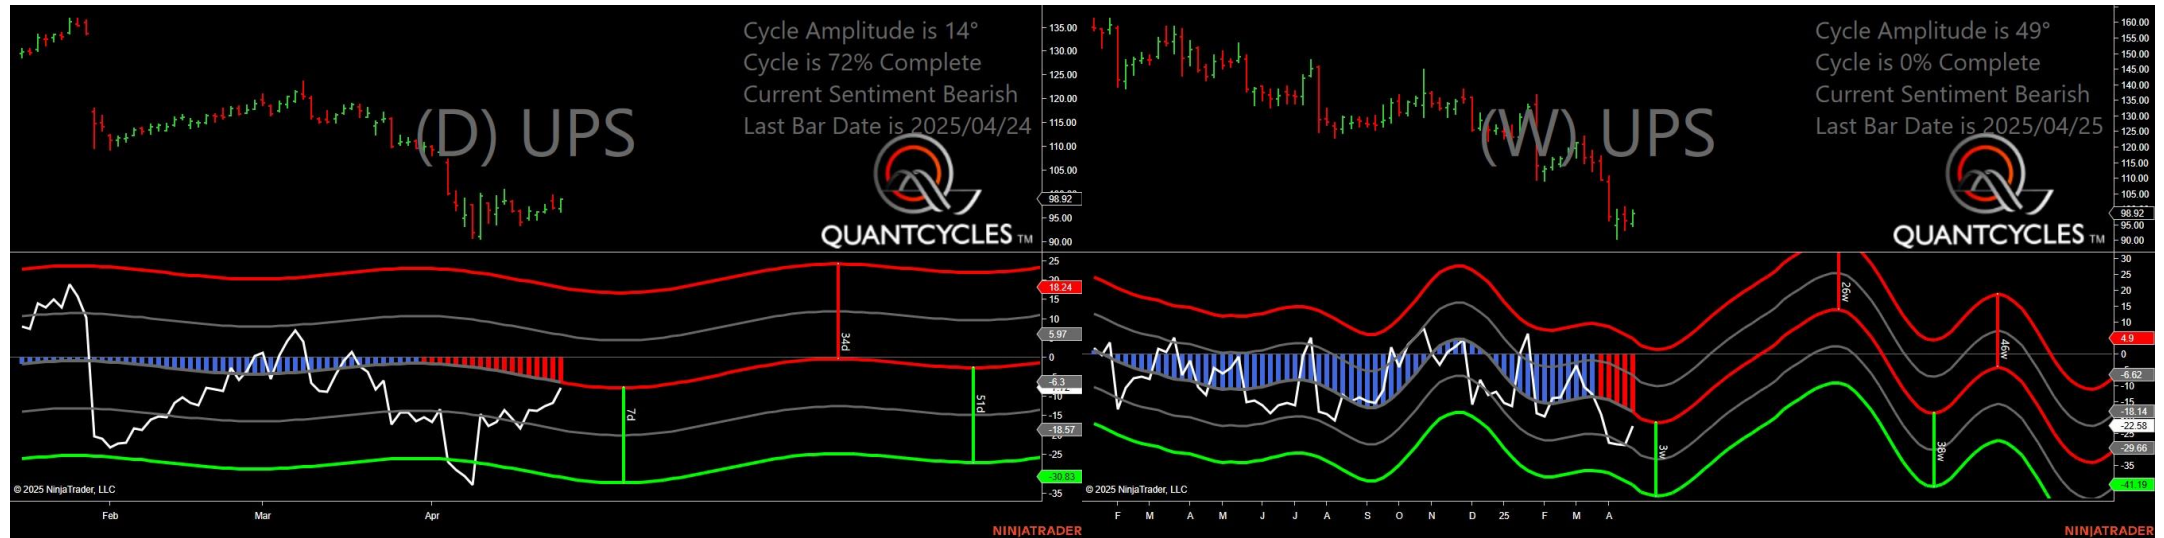 Cycle Amplitude is 14°
Cycle is 72% Complete
Current Sentiment Bearish
Last Bar Date is 2025/04/24
(D) UPS
QUANTCYCLES TM
135.00
130.00
125.00
120.00
115.00
110.00
105.00
98.92
95.00
90.00
25
18.24
15
10
5.97
0
-6.3
-10
-15
-18.57
-25
-30.83
-35
34d
7d
51d
© 2025 NinjaTrader, LLC
Feb Mar Apr
NINJATRADER
Cycle Amplitude is 49°
Cycle is 0% Complete
Current Sentiment Bearish
Last Bar Date is 2025/04/25
(W) UPS
QUANTCYCLES TM
160.00
155.00
150.00
145.00
140.00
135.00
130.00
125.00
120.00
115.00
110.00
105.00
98.92
95.00
90.00
30
25
20
15
10
4.9
0
-6.62
-10
-15
-18.14
-22.58
-25
-29.66
-35
-41.19
26w
46w
3w
38w
© 2025 NinjaTrader, LLC
F M A M J J A S O N D 25 F M A
NINJATRADER